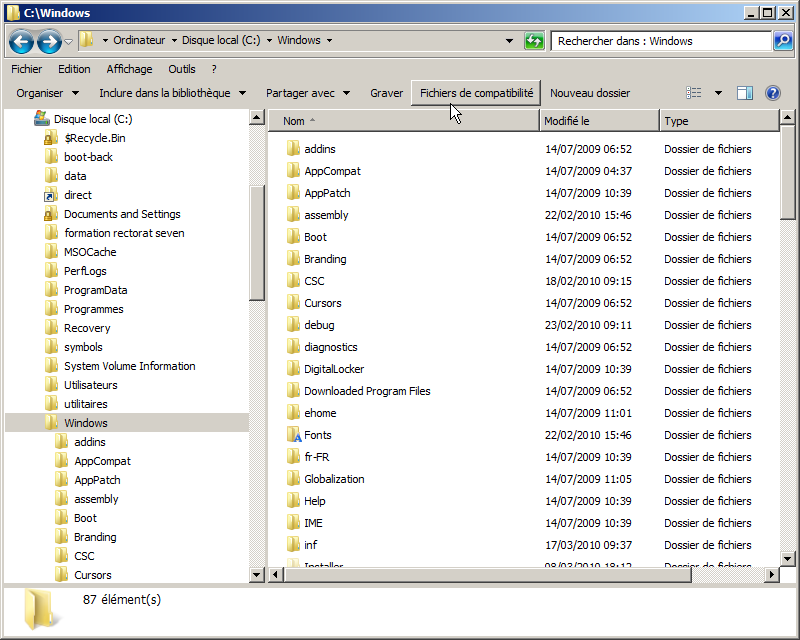 C:\Windows
Ordinateur Disque local (C:) Windows
Rechercher dans : Windows
Fichier Edition Affichage Outils ?
Organiser Inclure dans la bibliothèque Partager avec Graver Fichiers de compatibilité Nouveau dossier
Disque local (C:)
$Recycle.Bin
boot-back
data
direct
Documents and Settings
formation rectorat seven
MSOCache
PerfLogs
ProgramData
Programmes
Recovery
symbols
System Volume Information
Utilisateurs
utilitaires
Windows
addins
AppCompat
AppPatch
assembly
Boot
Branding
CSC
Cursors
Nom Modifié le Type
addins 14/07/2009 06:52 Dossier de fichiers
AppCompat 14/07/2009 04:37 Dossier de fichiers
AppPatch 14/07/2009 10:39 Dossier de fichiers
assembly 22/02/2010 15:46 Dossier de fichiers
Boot 14/07/2009 06:52 Dossier de fichiers
Branding 14/07/2009 06:52 Dossier de fichiers
CSC 18/02/2010 09:15 Dossier de fichiers
Cursors 14/07/2009 06:52 Dossier de fichiers
debug 23/02/2010 09:11 Dossier de fichiers
diagnostics 14/07/2009 06:52 Dossier de fichiers
DigitalLocker 14/07/2009 10:39 Dossier de fichiers
Downloaded Program Files 14/07/2009 06:52 Dossier de fichiers
ehome 14/07/2009 11:01 Dossier de fichiers
Fonts 22/02/2010 15:46 Dossier de fichiers
fr-FR 14/07/2009 10:39 Dossier de fichiers
Globalization 14/07/2009 11:05 Dossier de fichiers
Help 14/07/2009 10:39 Dossier de fichiers
IME 14/07/2009 10:39 Dossier de fichiers
inf 17/03/2010 09:37 Dossier de fichiers
Installer 08/03/2010 18:12 Dossier de fichiers
87 élément(s)